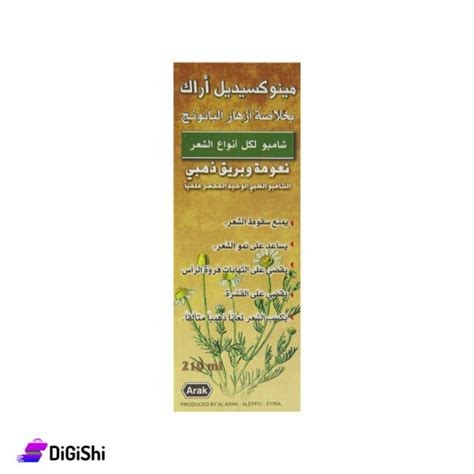 مينوكسيديل أراك
بخلاصة أزهار البابونج
شامبو لكل أنواع الشعر
نعومة وبريق ذهبي
الشامبو الطبي الوحيد المحضر علمياً
يمنع سقوط الشعر.
يساعد على نمو الشعر.
يقضي على التهابات فروة الرأس.
يقضي على القشرة.
يكسب الشعر لمعاناً ذهبياً متألقاً.
210 ml
Arak
PRODUCED BY AL ARAK - ALEPPO - SYRIA
DiGiShi